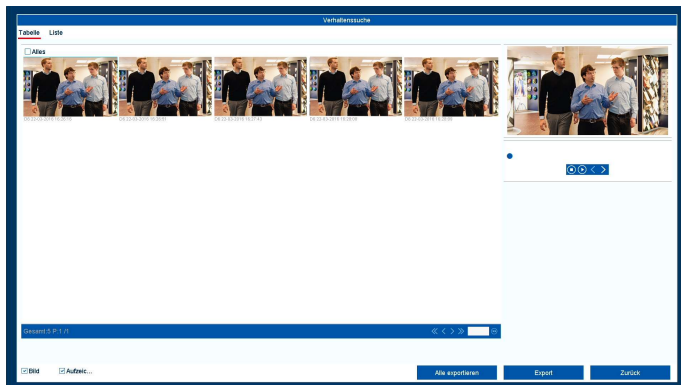 Verhaltenssuche
Tabelle Liste
Alles
Gesamt:5 P:1 /1
Bild Aufzeic...
Alle exportieren Export Zurück